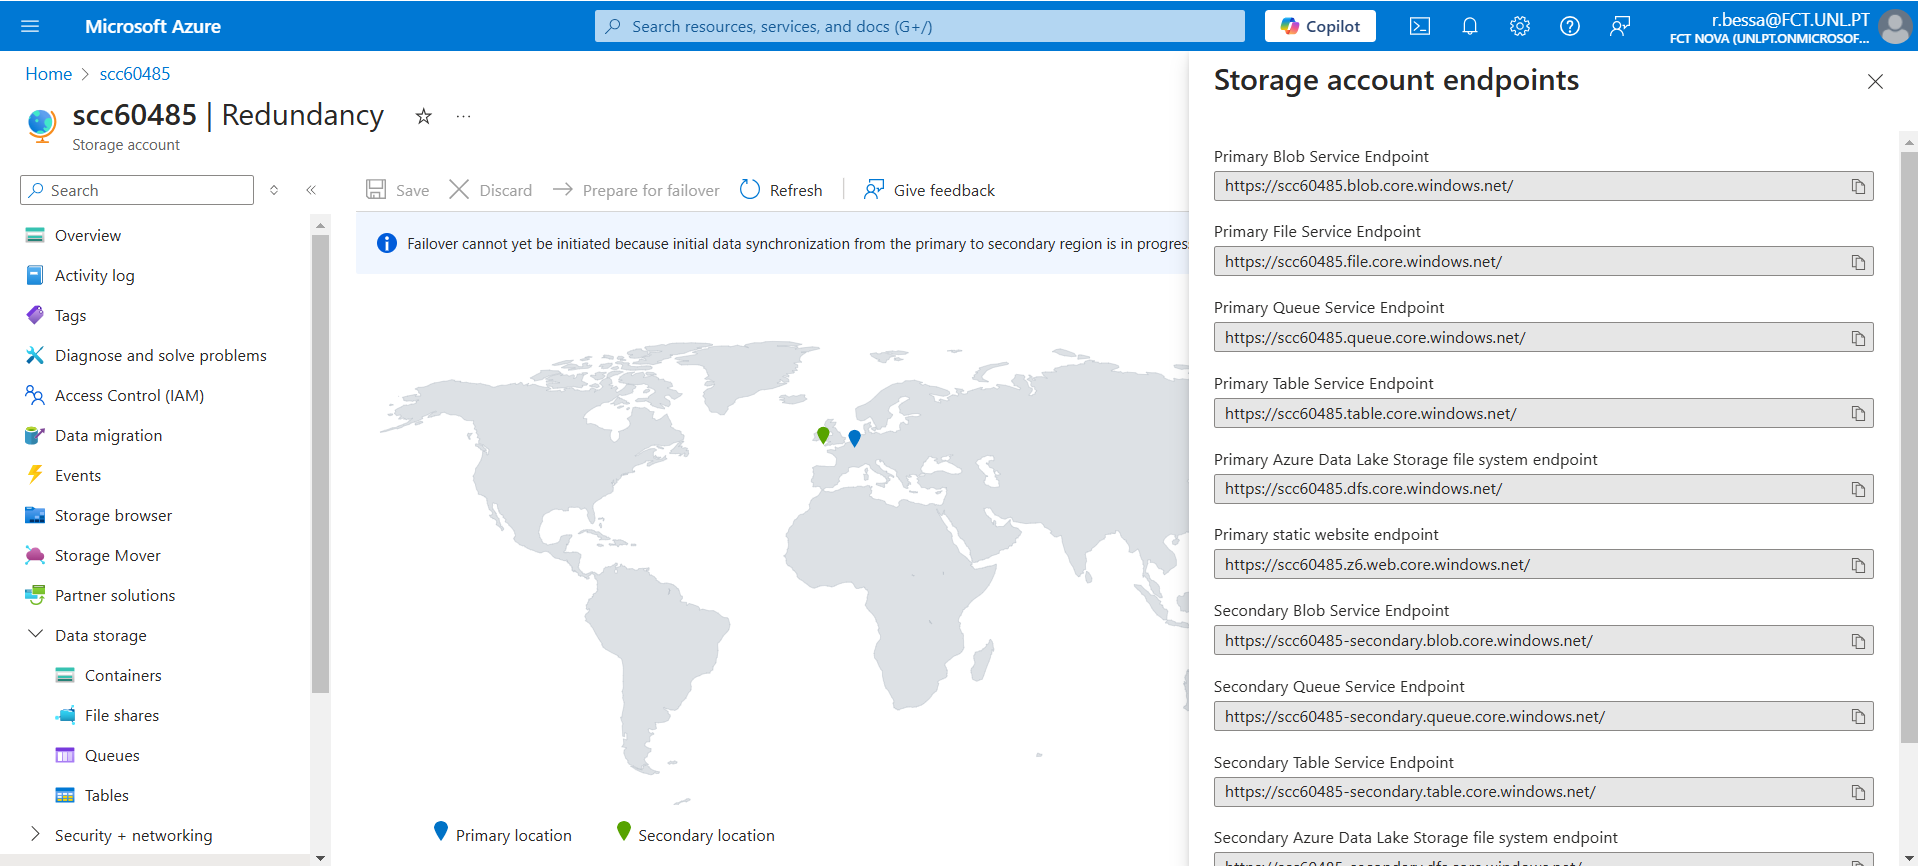 Microsoft Azure
Search resources, services, and docs (G+/)
Copilot
r.bessa@FCT.UNL.PT
FCT NOVA (UNLPT.ONMICROSOF...
Home > scc60485
scc60485 | Redundancy
Storage account
Search
Overview
Activity log
Tags
Diagnose and solve problems
Access Control (IAM)
Data migration
Events
Storage browser
Storage Mover
Partner solutions
Data storage
Containers
File shares
Queues
Tables
Security + networking
Save Discard Prepare for failover Refresh Give feedback
Failover cannot yet be initiated because initial data synchronization from the primary to secondary region is in progres
Primary location Secondary location
Storage account endpoints
Primary Blob Service Endpoint
https://scc60485.blob.core.windows.net/
Primary File Service Endpoint
https://scc60485.file.core.windows.net/
Primary Queue Service Endpoint
https://scc60485.queue.core.windows.net/
Primary Table Service Endpoint
https://scc60485.table.core.windows.net/
Primary Azure Data Lake Storage file system endpoint
https://scc60485.dfs.core.windows.net/
Primary static website endpoint
https://scc60485.z6.web.core.windows.net/
Secondary Blob Service Endpoint
https://scc60485-secondary.blob.core.windows.net/
Secondary Queue Service Endpoint
https://scc60485-secondary.queue.core.windows.net/
Secondary Table Service Endpoint
https://scc60485-secondary.table.core.windows.net/
Secondary Azure Data Lake Storage file system endpoint
https://scc60485-secondary.dfs.core.windows.net/